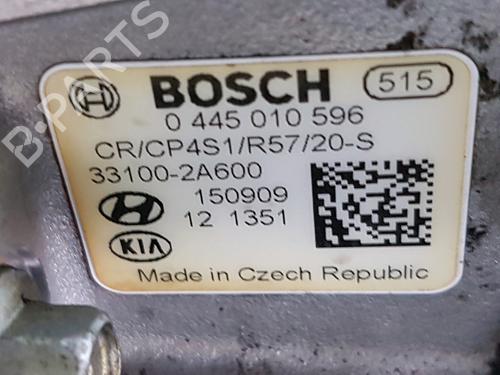 BOSCH 515
0 445 010 596
CR/CP4S1/R57/20-S
33100-2A600
150909
12 1351
KIA
Made in Czech Republic
B-PARTS